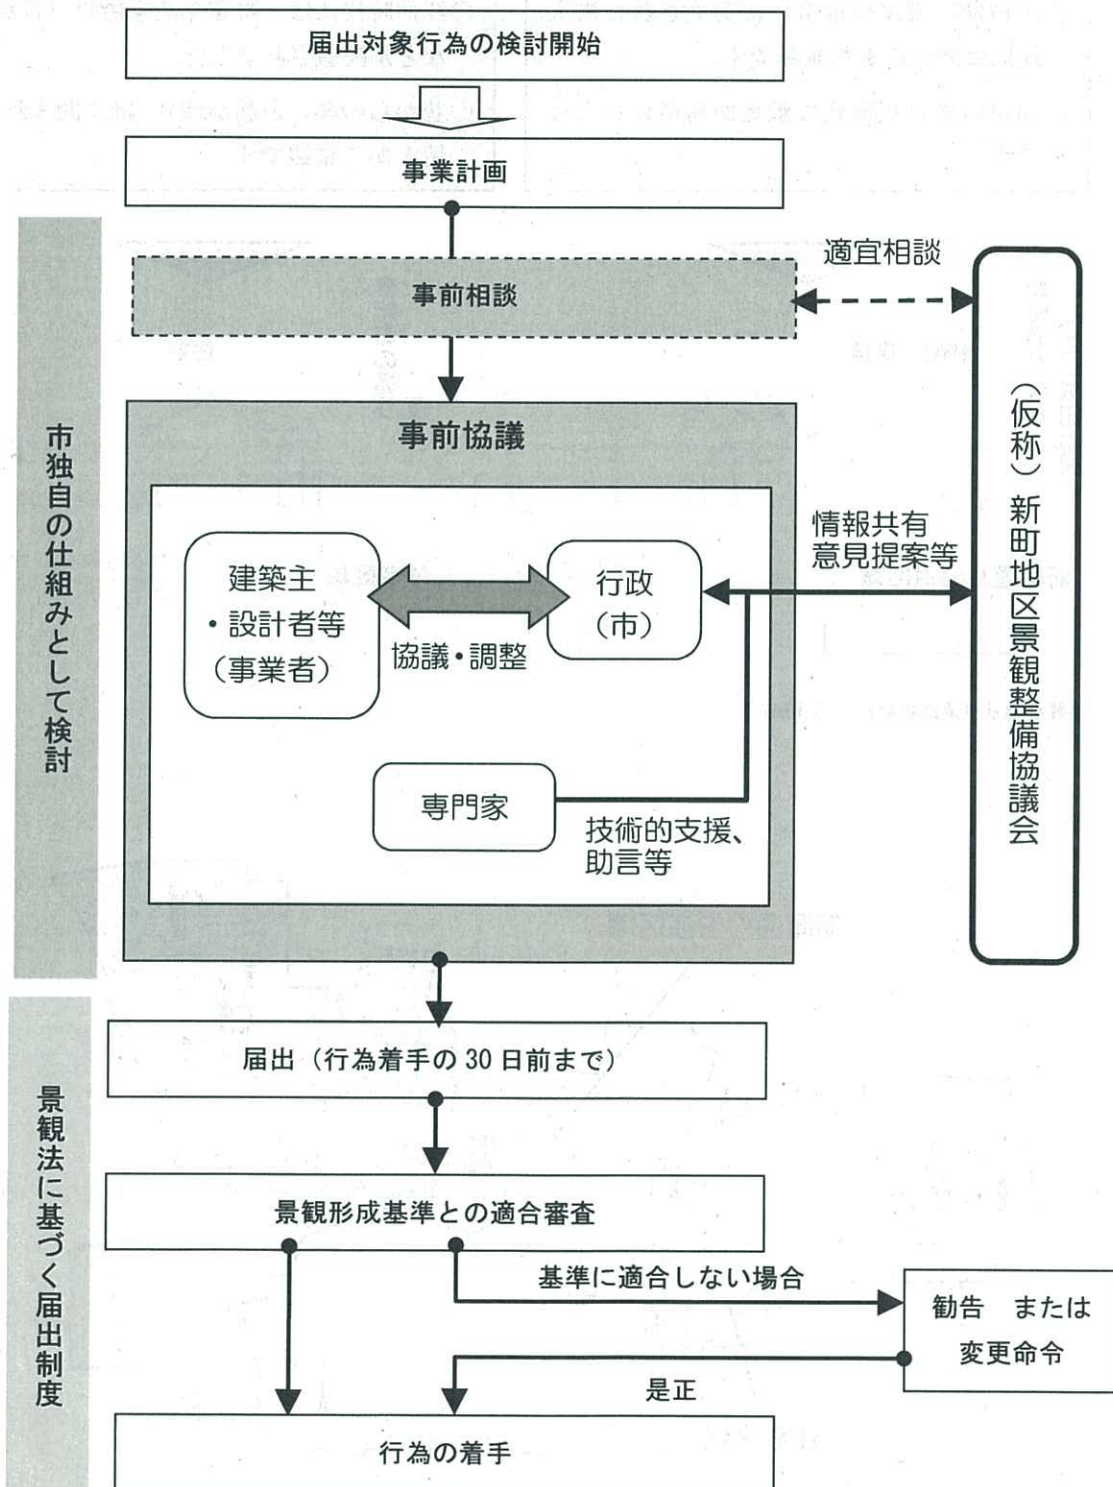 届出対象行為の検討開始
事業計画
市独自の仕組みとして検討
事前相談
適宜相談
（仮称）新町地区景観整備協議会
事前協議
建築主
・設計者等
（事業者）
協議・調整
行政
（市）
情報共有
意見提案等
専門家
技術的支援、
助言等
景観法に基づく届出制度
届出（行為着手の 30 日前まで）
景観形成基準との適合審査
基準に適合しない場合
勧告　または
変更命令
是正
行為の着手